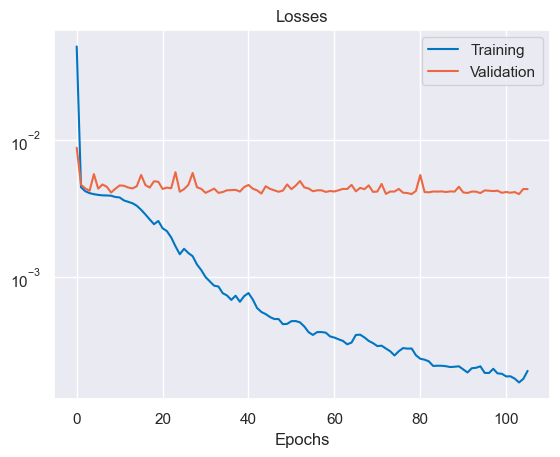 Losses
Training
Validation
10⁻²
10⁻³
0 20 40 60 80 100
Epochs